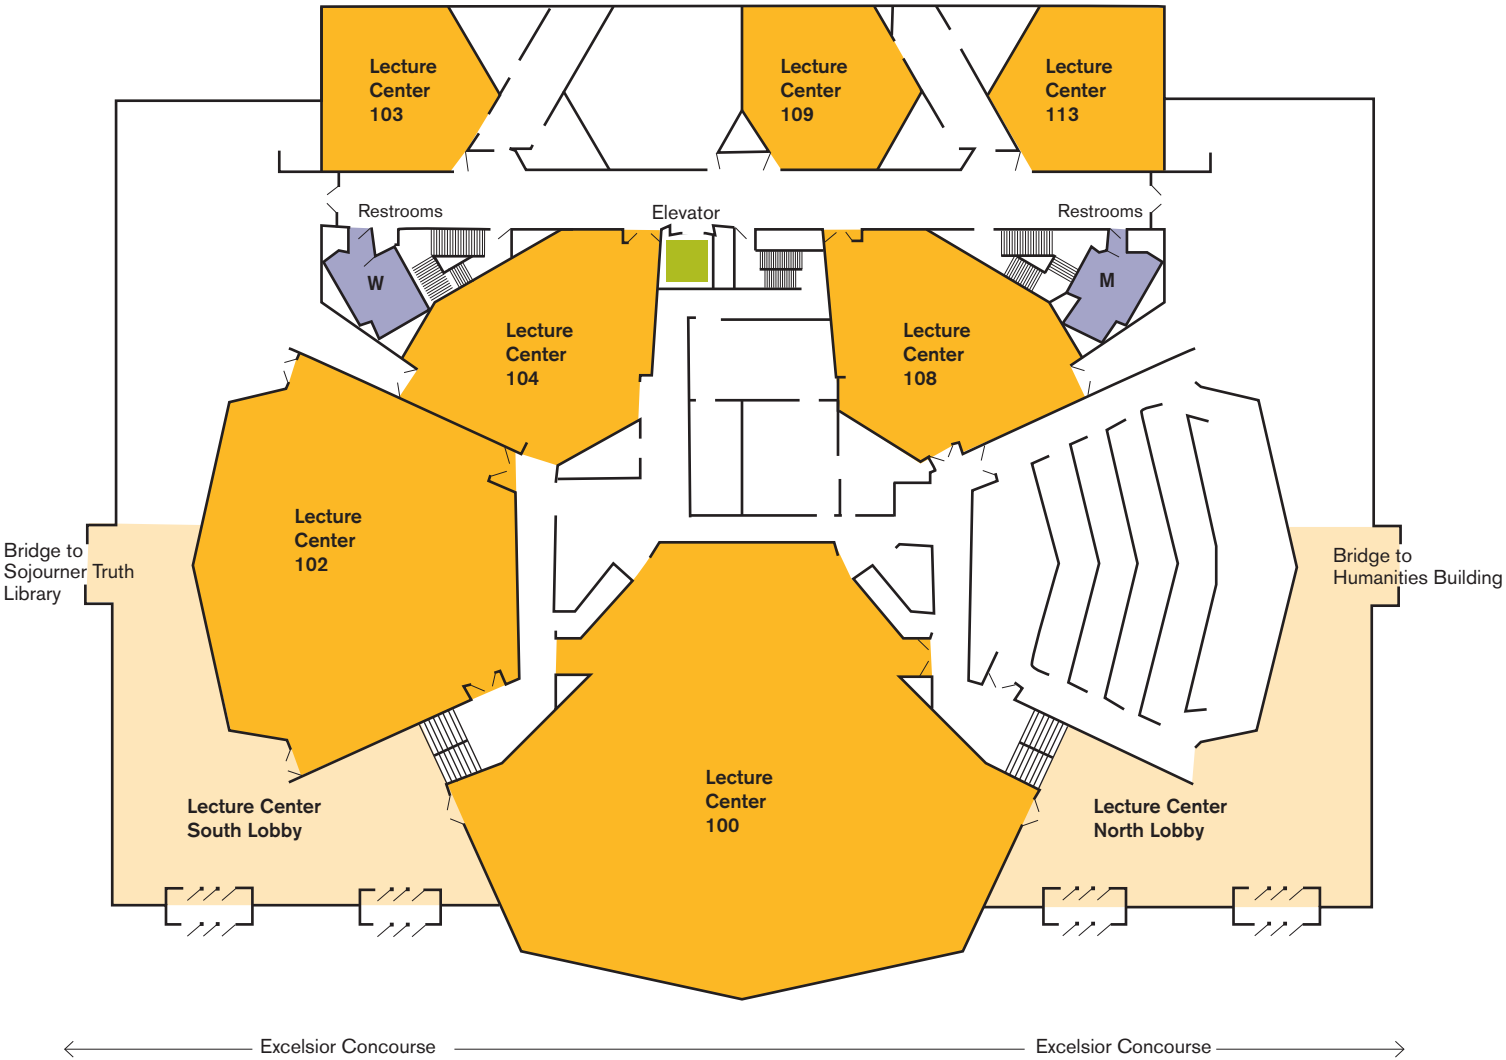 Lecture
Center
103
Lecture
Center
109
Lecture
Center
113
Restrooms
Elevator
Restrooms
W
M
Lecture
Center
104
Lecture
Center
108
Lecture
Center
102
Bridge to
Sojourner Truth
Library
Bridge to
Humanities Building
Lecture
Center
100
Lecture Center
South Lobby
Lecture Center
North Lobby
Excelsior Concourse
Excelsior Concourse